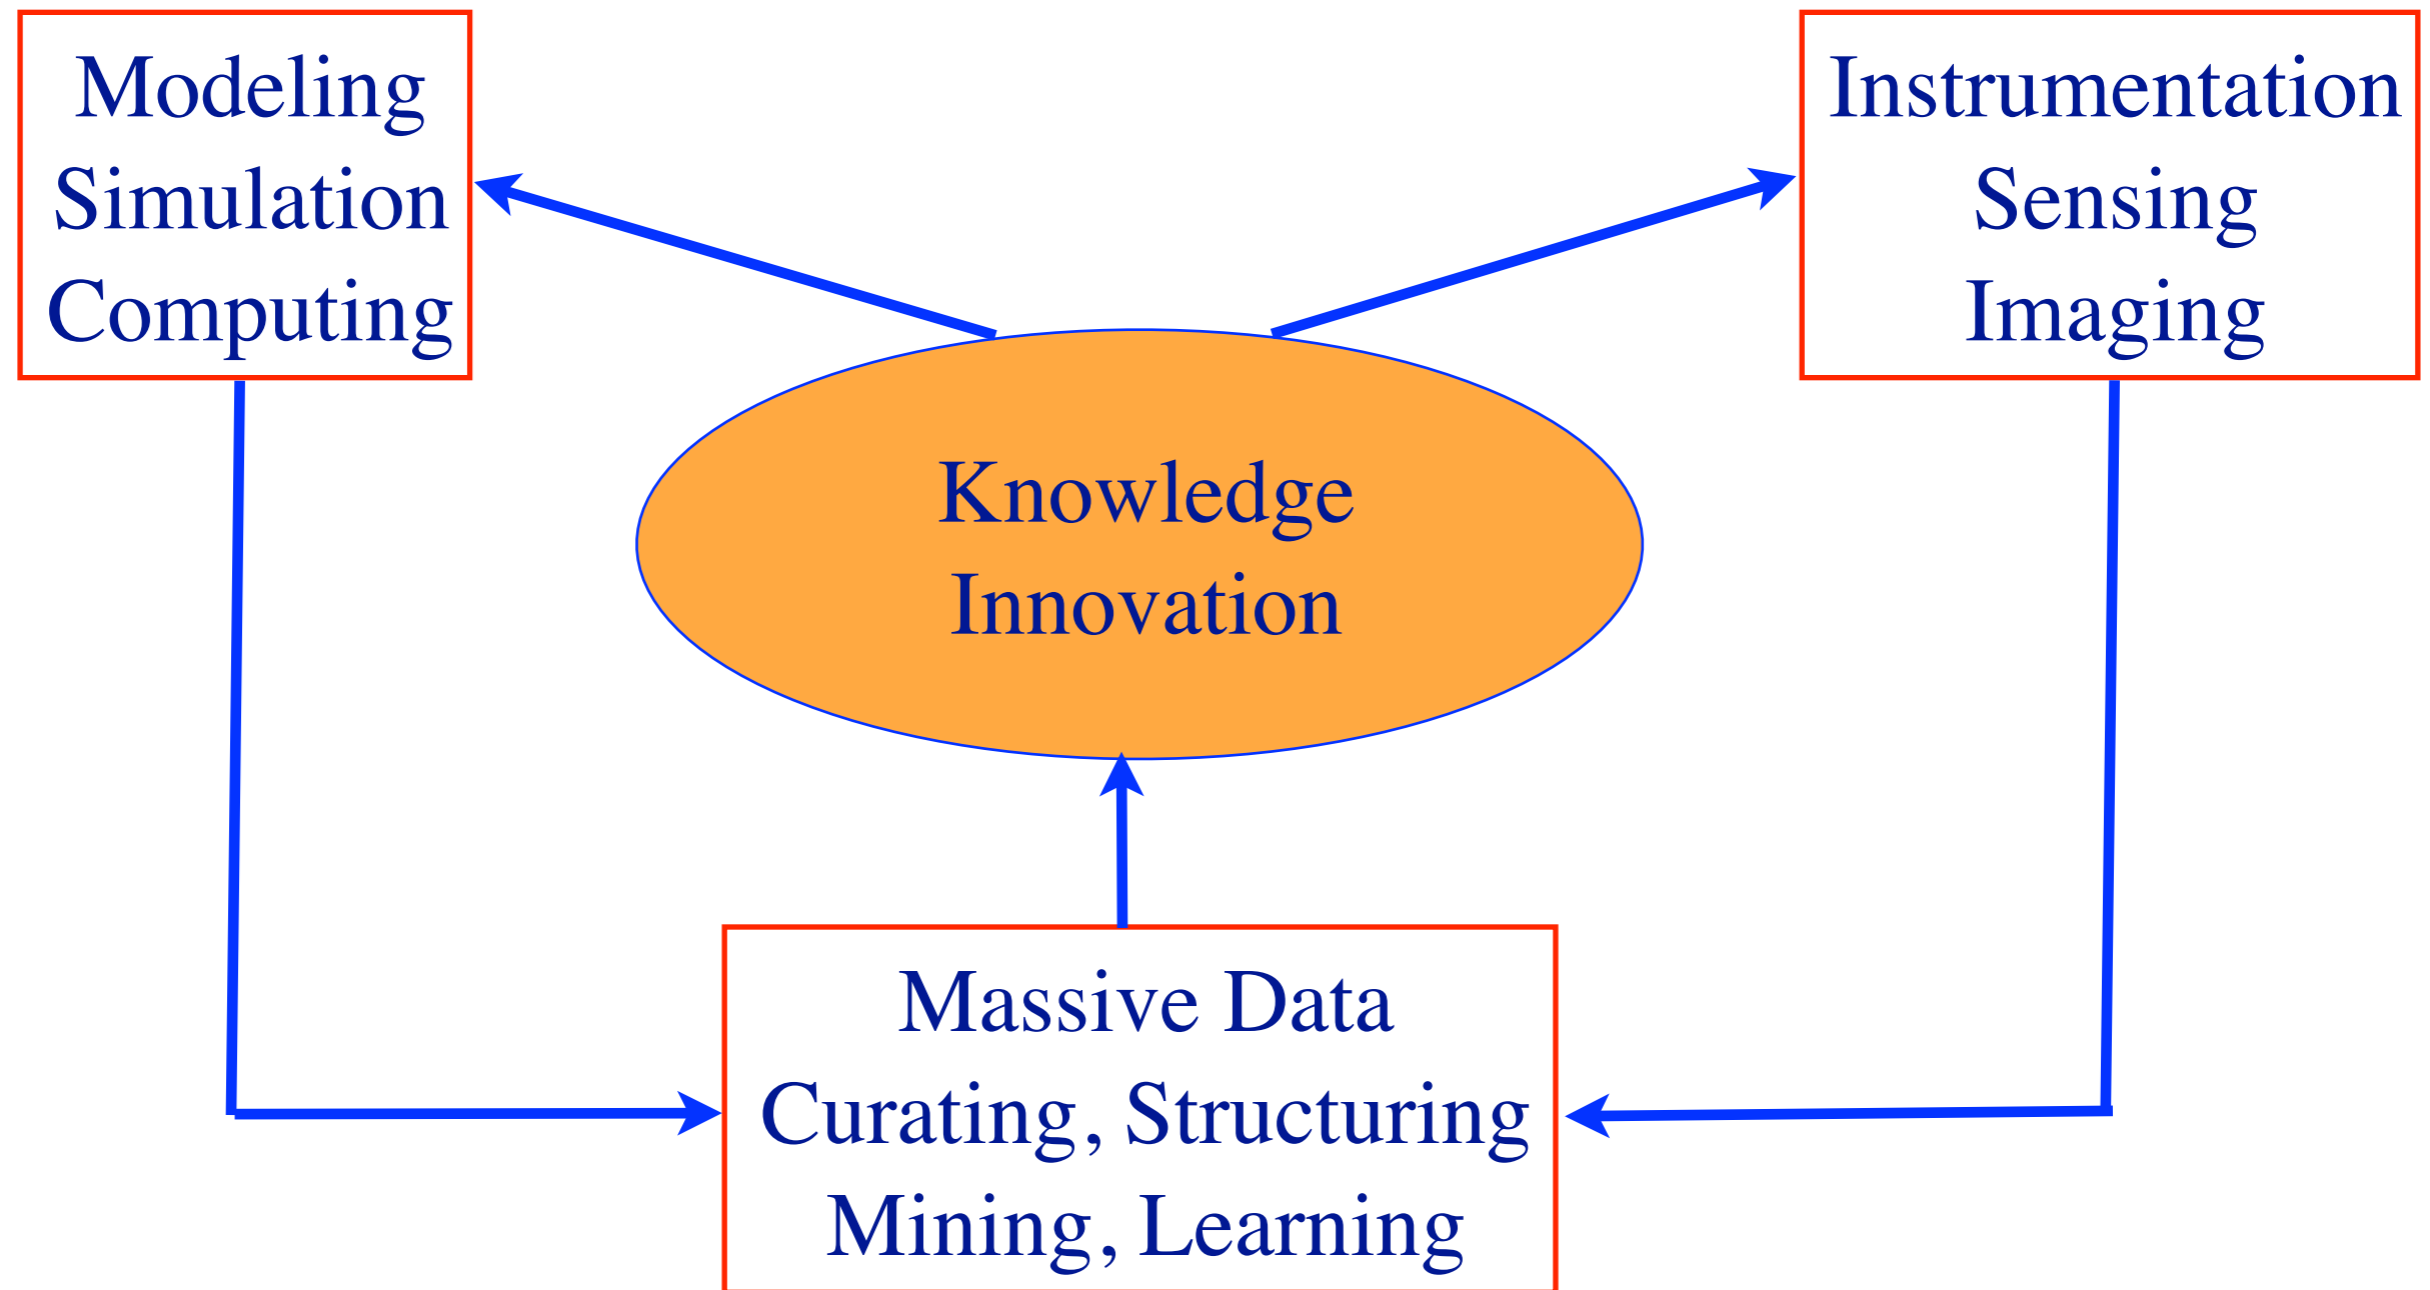 Modeling
Simulation
Computing
Instrumentation
Sensing
Imaging
Knowledge
Innovation
Massive Data
Curating, Structuring
Mining, Learning